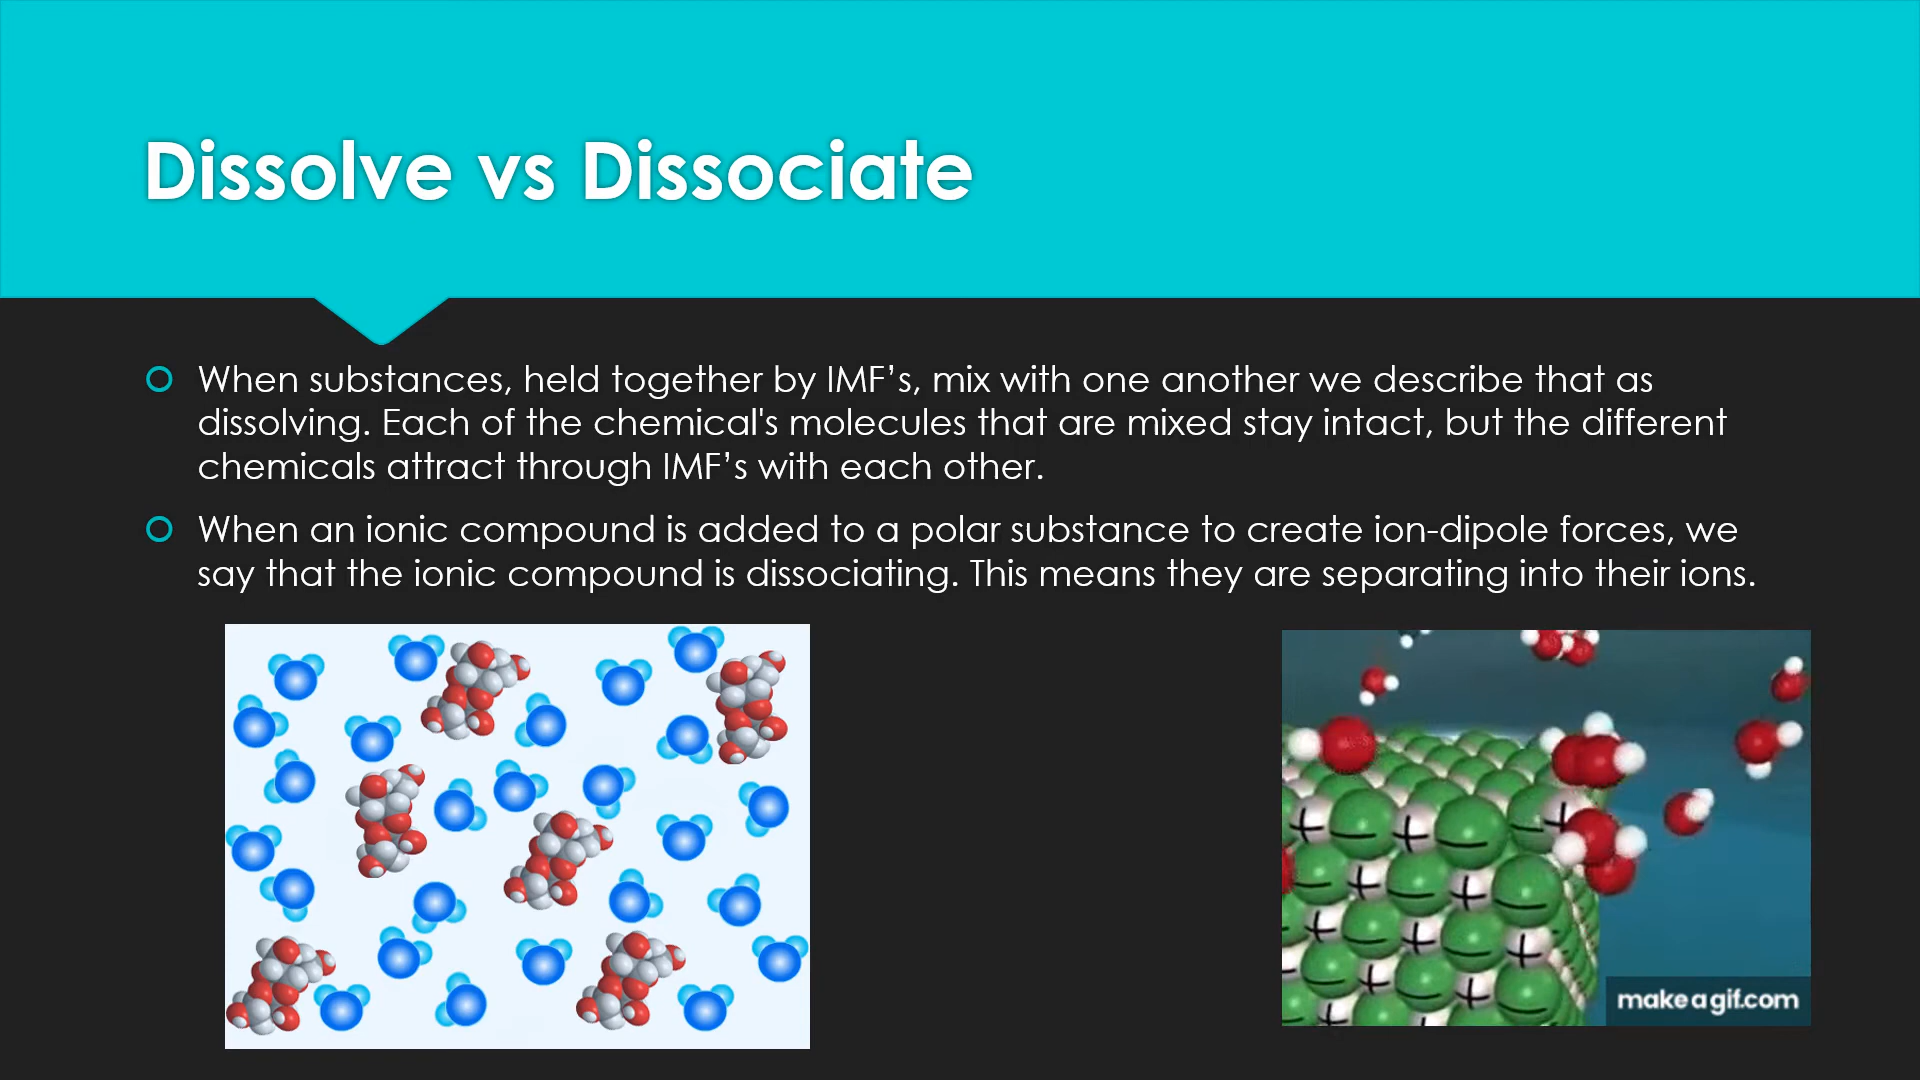 Dissolve vs Dissociate
When substances, held together by IMF’s, mix with one another we describe that as
dissolving. Each of the chemical's molecules that are mixed stay intact, but the different
chemicals attract through IMF’s with each other.
When an ionic compound is added to a polar substance to create ion-dipole forces, we
say that the ionic compound is dissociating. This means they are separating into their ions.
makeagif.com